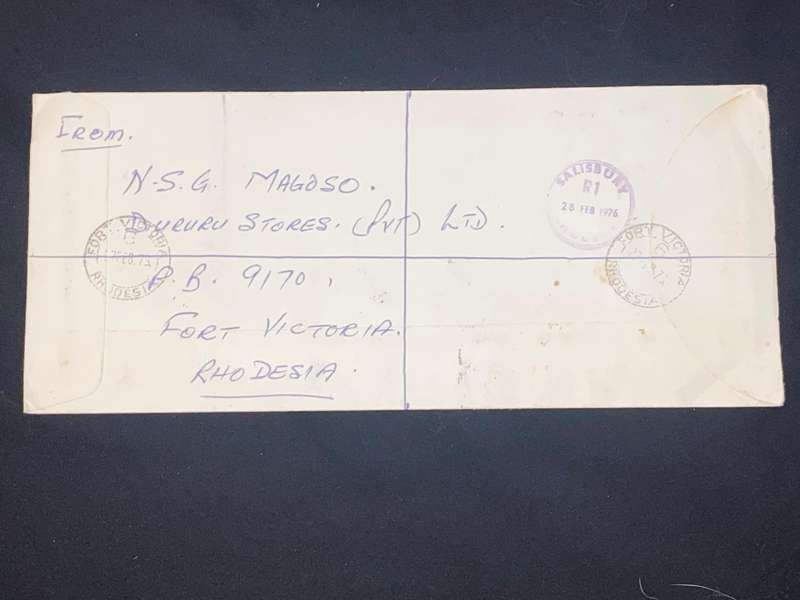 From.
N.S.G. MAGOSO.
DURURU STORES. (PVT) LTD.
P.B. 9170,
FORT VICTORIA.
RHODESIA.
SALISBURY
R1
28 FEB 1976
FORT VICTORIA
RHODESIA
FORT VICTORIA
RHODESIA